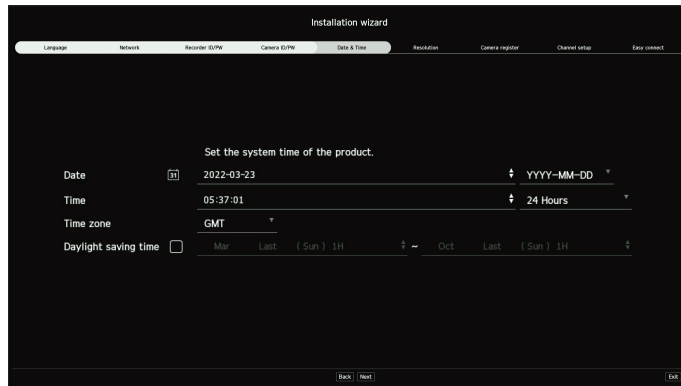 Installation wizard
Language Network Recorder ID/PW Camera ID/PW Date & Time Resolution Camera register Channel setup Easy connect
Set the system time of the product.
Date 31 2022-03-23 YYYY-MM-DD
Time 05:37:01 24 Hours
Time zone GMT
Daylight saving time Mar Last ( Sun ) 1H ~ Oct Last ( Sun ) 1H
Back Next Exit